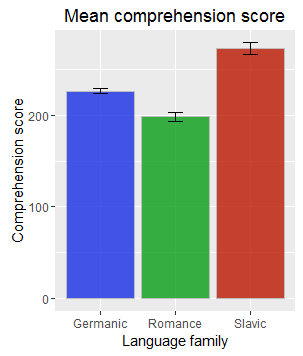 Mean comprehension score
Comprehension score
200
100
0
Germanic Romance Slavic
Language family